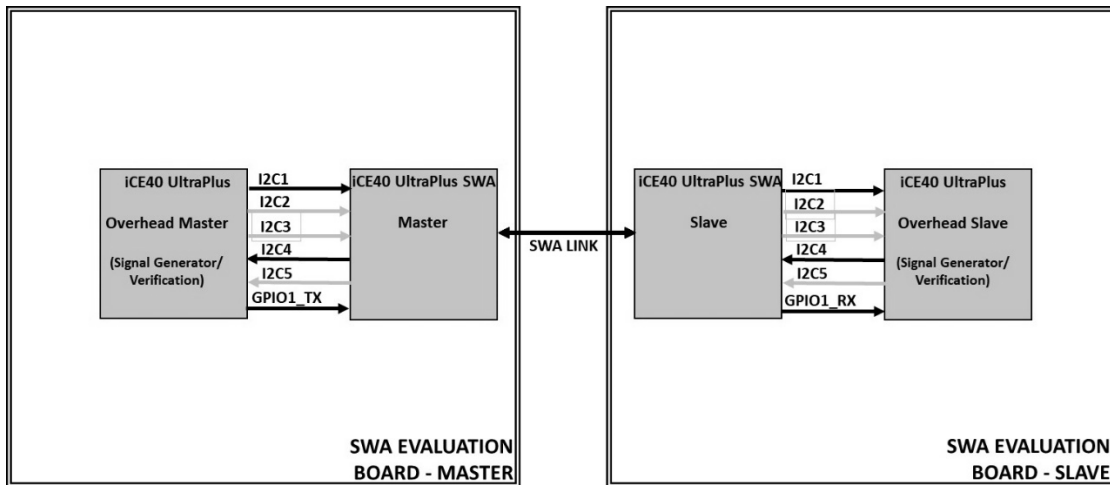 iCE40 UltraPlus
Overhead Master
(Signal Generator/
Verification)
I2C1
I2C2
I2C3
I2C4
I2C5
GPIO1_TX
iCE40 UltraPlus SWA
Master
SWA LINK
SWA EVALUATION
BOARD - MASTER
iCE40 UltraPlus SWA
Slave
I2C1
I2C2
I2C3
I2C4
I2C5
GPIO1_RX
iCE40 UltraPlus
Overhead Slave
(Signal Generator/
Verification)
SWA EVALUATION
BOARD - SLAVE